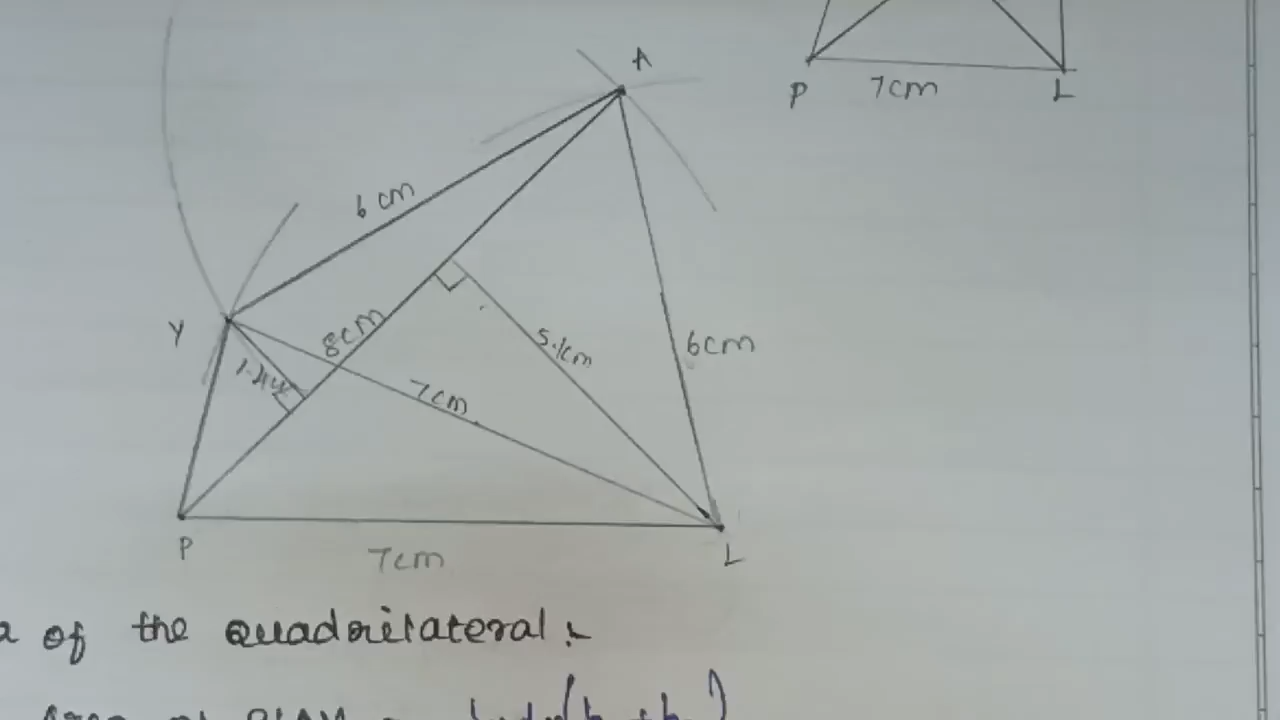 A
P 7cm L
6 cm
Y
8cm
5.1cm
6cm
7cm
P
7cm
L
of the quadrilateral :-